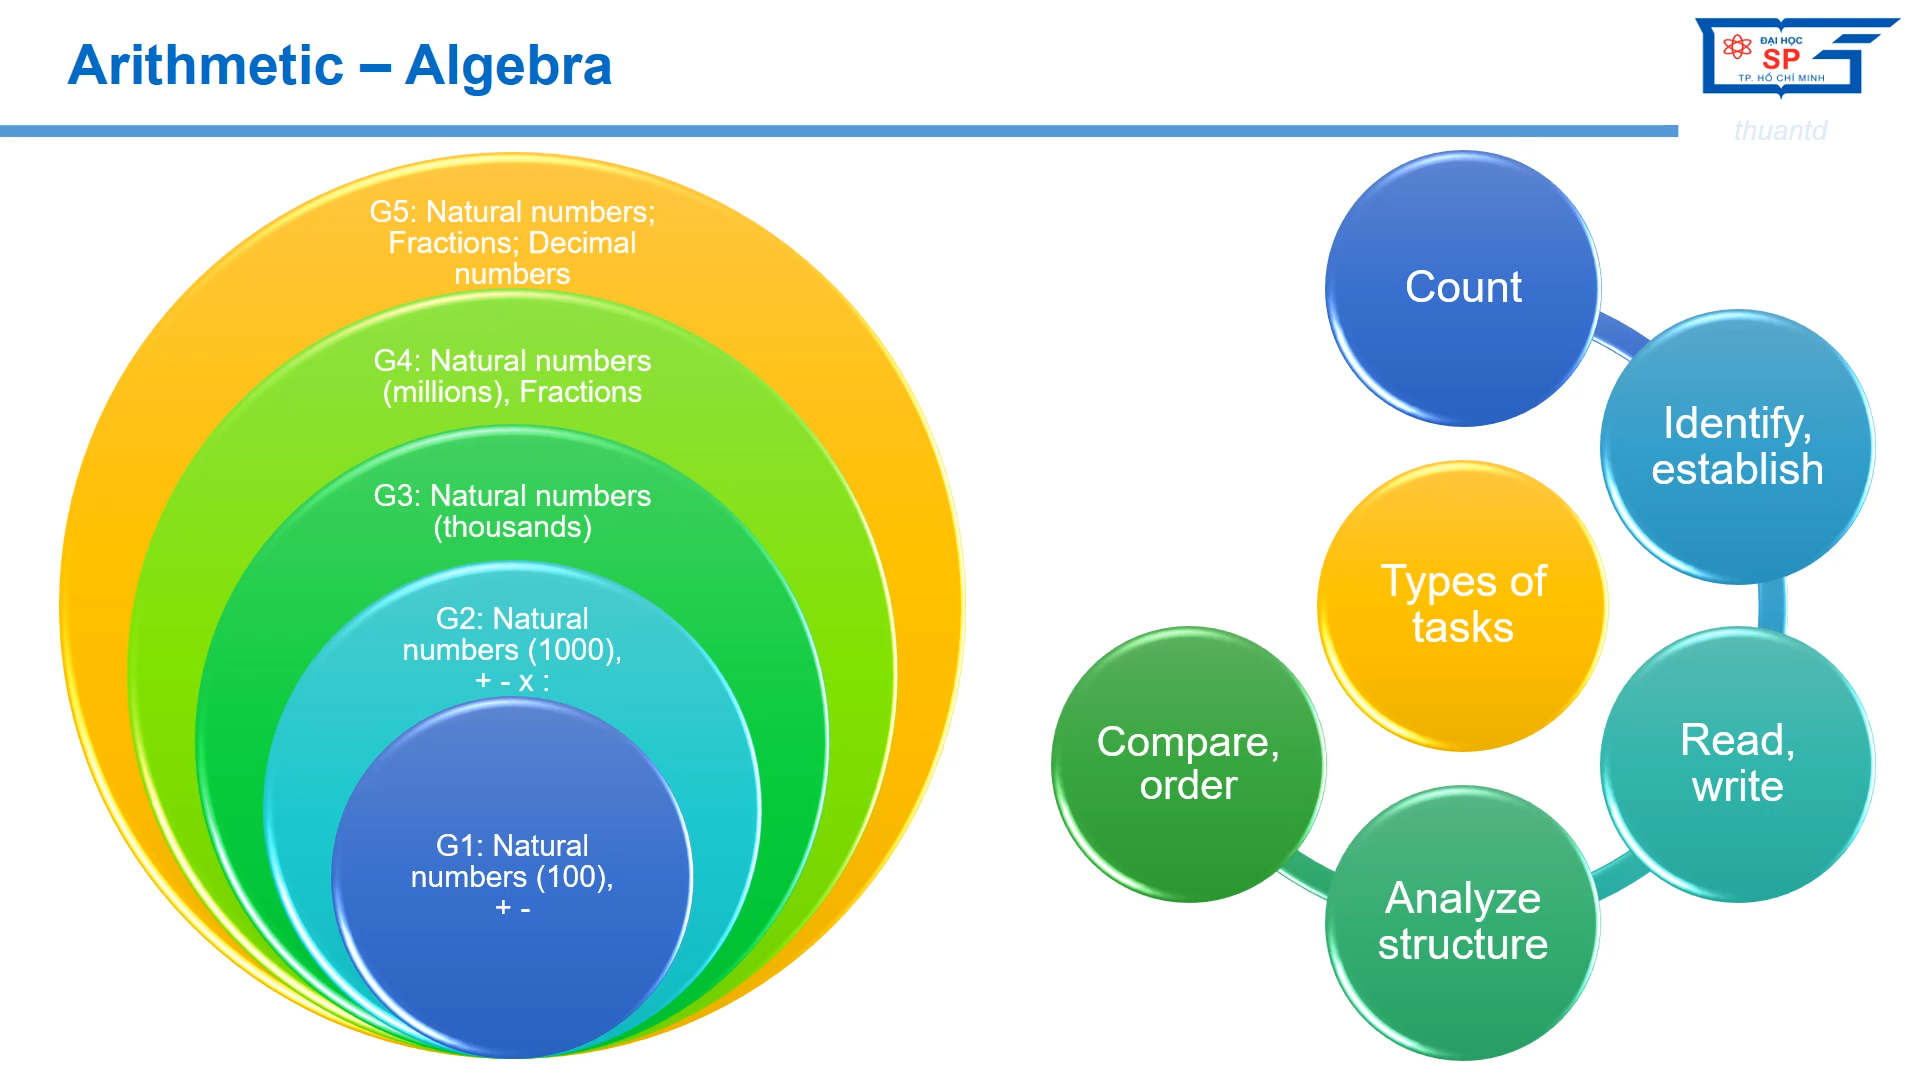 Arithmetic – Algebra
ĐẠI HỌC
SP
TP. HỒ CHÍ MINH
thuantd
G5: Natural numbers;
Fractions; Decimal
numbers
G4: Natural numbers
(millions), Fractions
G3: Natural numbers
(thousands)
G2: Natural
numbers (1000),
+ - x :
G1: Natural
numbers (100),
+ -
Count
Identify,
establish
Types of
tasks
Read,
write
Compare,
order
Analyze
structure